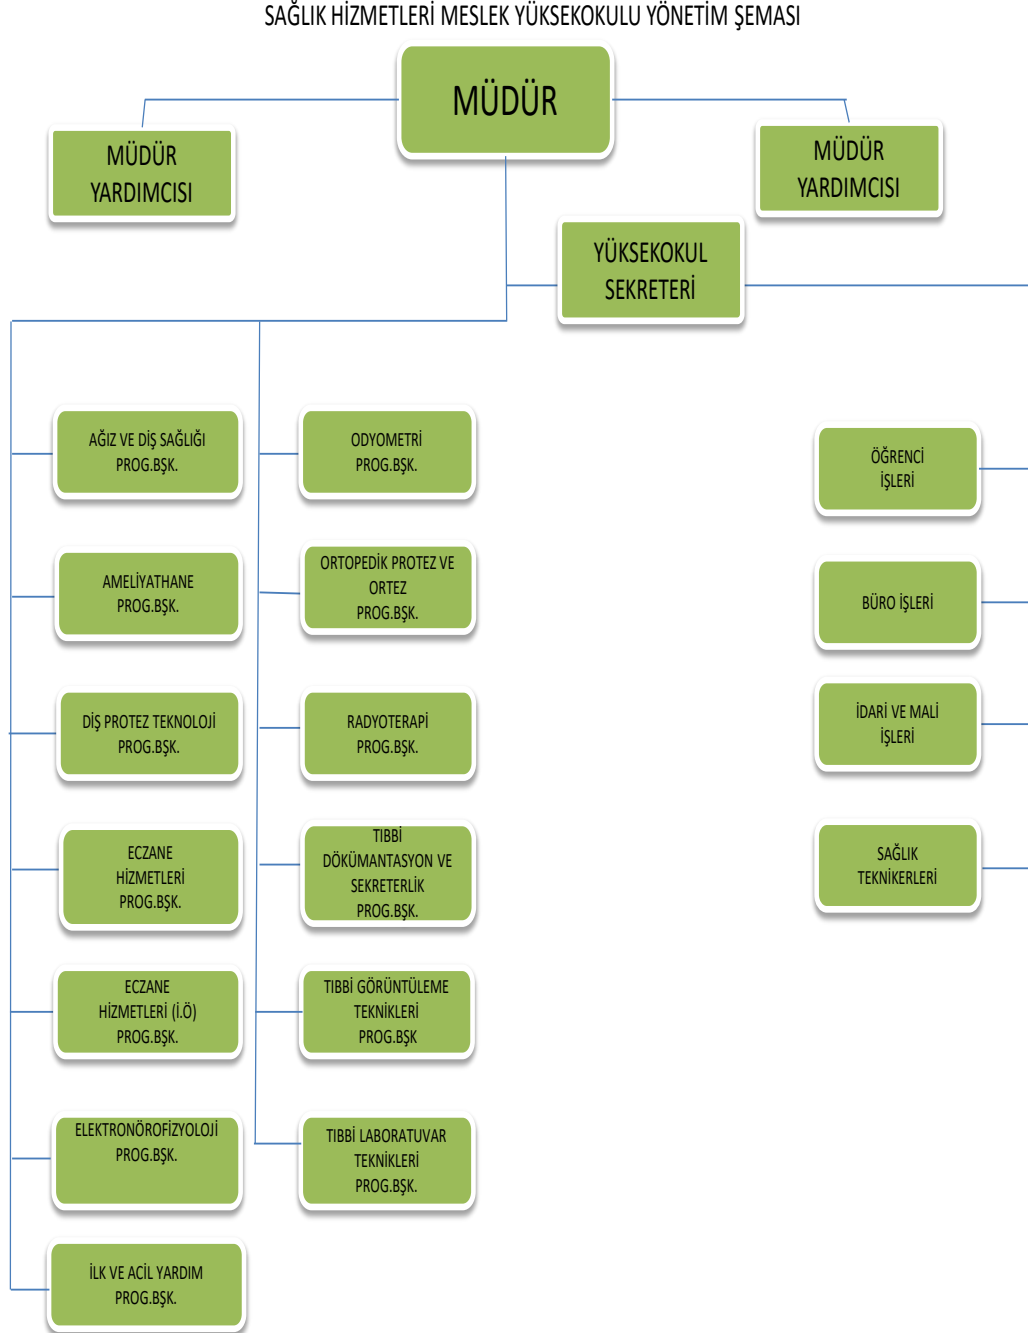 SAĞLIK HİZMETLERİ MESLEK YÜKSEKOKULU YÖNETİM ŞEMASI
MÜDÜR
MÜDÜR
YARDIMCISI
MÜDÜR
YARDIMCISI
YÜKSEKOKUL
SEKRETERİ
AĞIZ VE DİŞ SAĞLIĞI
PROG.BŞK.
AMELİYATHANE
PROG.BŞK.
DİŞ PROTEZ TEKNOLOJİ
PROG.BŞK.
ECZANE
HİZMETLERİ
PROG.BŞK.
ECZANE
HİZMETLERİ (İ.Ö)
PROG.BŞK.
ELEKTRONÖROFİZYOLOJİ
PROG.BŞK.
İLK VE ACİL YARDIM
PROG.BŞK.
ODYOMETRİ
PROG.BŞK.
ORTOPEDİK PROTEZ VE
ORTEZ
PROG.BŞK.
RADYOTERAPİ
PROG.BŞK.
TIBBİ
DÖKÜMANTASYON VE
SEKRETERLİK
PROG.BŞK.
TIBBİ GÖRÜNTÜLEME
TEKNİKLERİ
PROG.BŞK
TIBBİ LABORATUVAR
TEKNİKLERİ
PROG.BŞK.
ÖĞRENCİ
İŞLERİ
BÜRO İŞLERİ
İDARİ VE MALİ
İŞLERİ
SAĞLIK
TEKNİKERLERİ